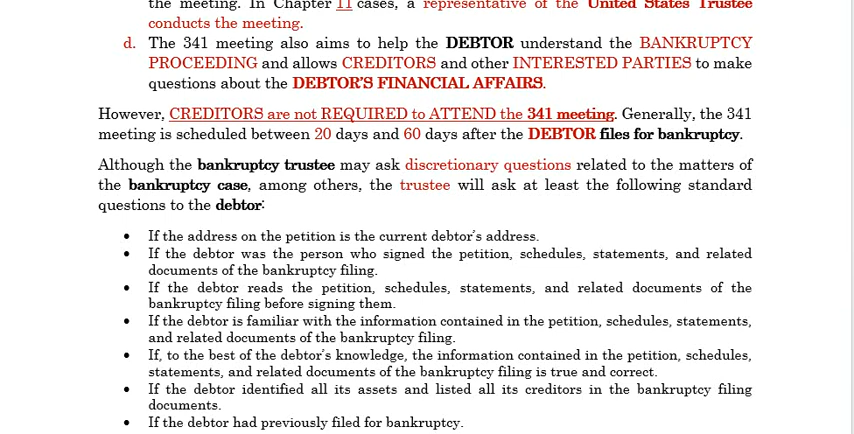 the meeting. In Chapter 11 cases, a representative of the United States Trustee
conducts the meeting.
d. The 341 meeting also aims to help the DEBTOR understand the BANKRUPTCY
PROCEEDING and allows CREDITORS and other INTERESTED PARTIES to make
questions about the DEBTOR'S FINANCIAL AFFAIRS.
However, CREDITORS are not REQUIRED to ATTEND the 341 meeting. Generally, the 341
meeting is scheduled between 20 days and 60 days after the DEBTOR files for bankruptcy.
Although the bankruptcy trustee may ask discretionary questions related to the matters of
the bankruptcy case, among others, the trustee will ask at least the following standard
questions to the debtor:
• If the address on the petition is the current debtor's address.
• If the debtor was the person who signed the petition, schedules, statements, and related
documents of the bankruptcy filing.
• If the debtor reads the petition, schedules, statements, and related documents of the
bankruptcy filing before signing them.
• If the debtor is familiar with the information contained in the petition, schedules, statements,
and related documents of the bankruptcy filing.
• If, to the best of the debtor's knowledge, the information contained in the petition, schedules,
statements, and related documents of the bankruptcy filing is true and correct.
• If the debtor identified all its assets and listed all its creditors in the bankruptcy filing
documents.
• If the debtor had previously filed for bankruptcy.